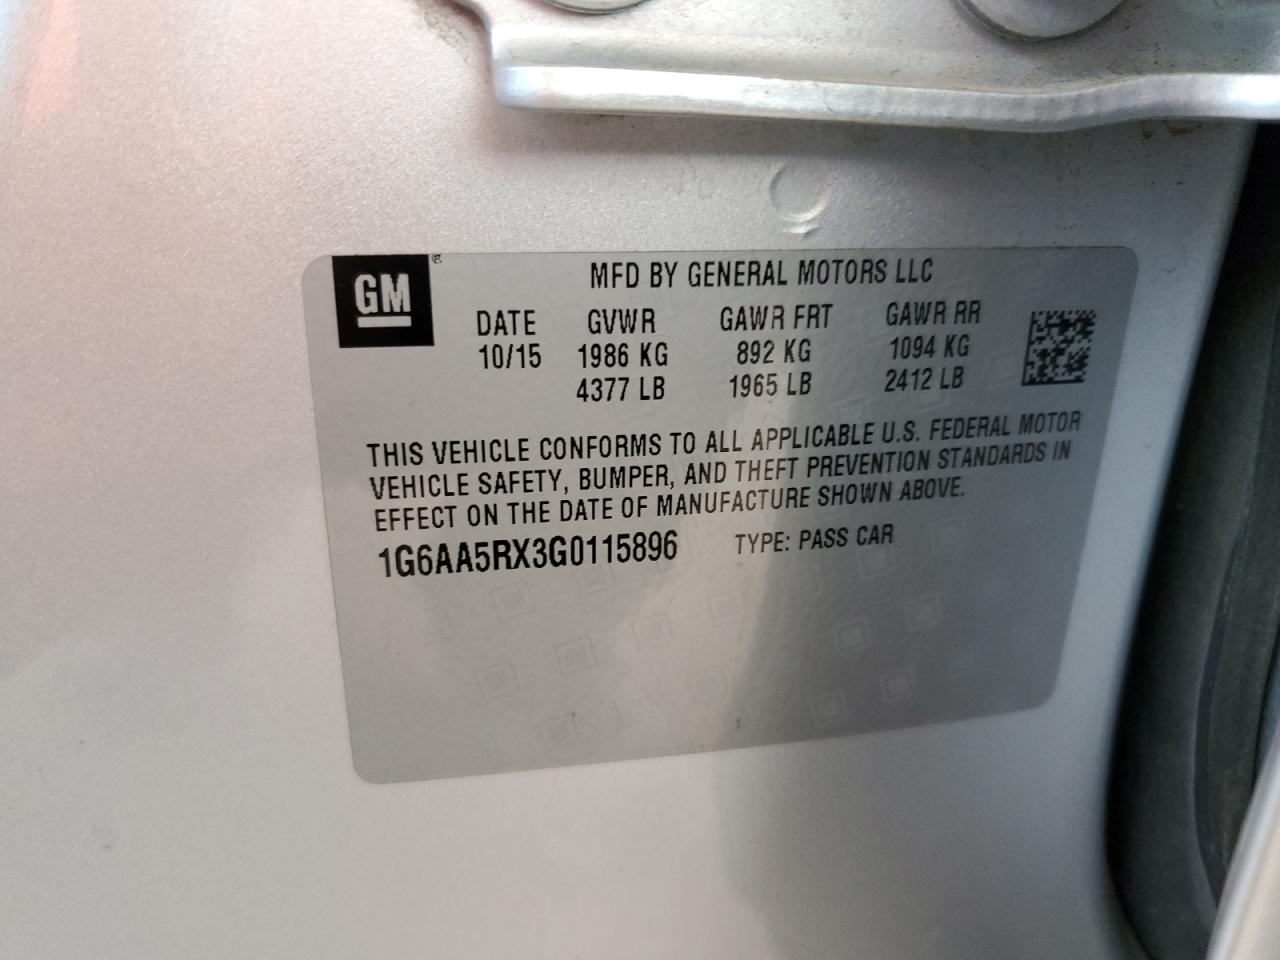 GM ®
MFD BY GENERAL MOTORS LLC
DATE GVWR GAWR FRT GAWR RR
10/15 1986 KG 892 KG 1094 KG
4377 LB 1965 LB 2412 LB
THIS VEHICLE CONFORMS TO ALL APPLICABLE U.S. FEDERAL MOTOR
VEHICLE SAFETY, BUMPER, AND THEFT PREVENTION STANDARDS IN
EFFECT ON THE DATE OF MANUFACTURE SHOWN ABOVE.
1G6AA5RX3G0115896 TYPE: PASS CAR